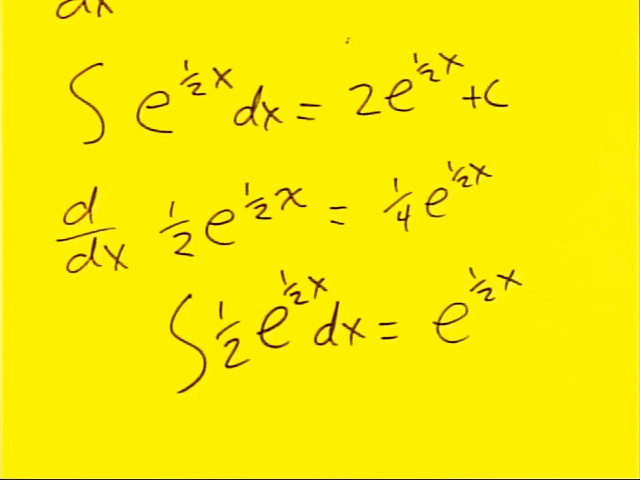 dx
∫ e^{½x} dx = 2e^{½x} + c
d/dx ½e^{½x} = ¼e^{½x}
∫ ½e^{½x} dx = e^{½x}